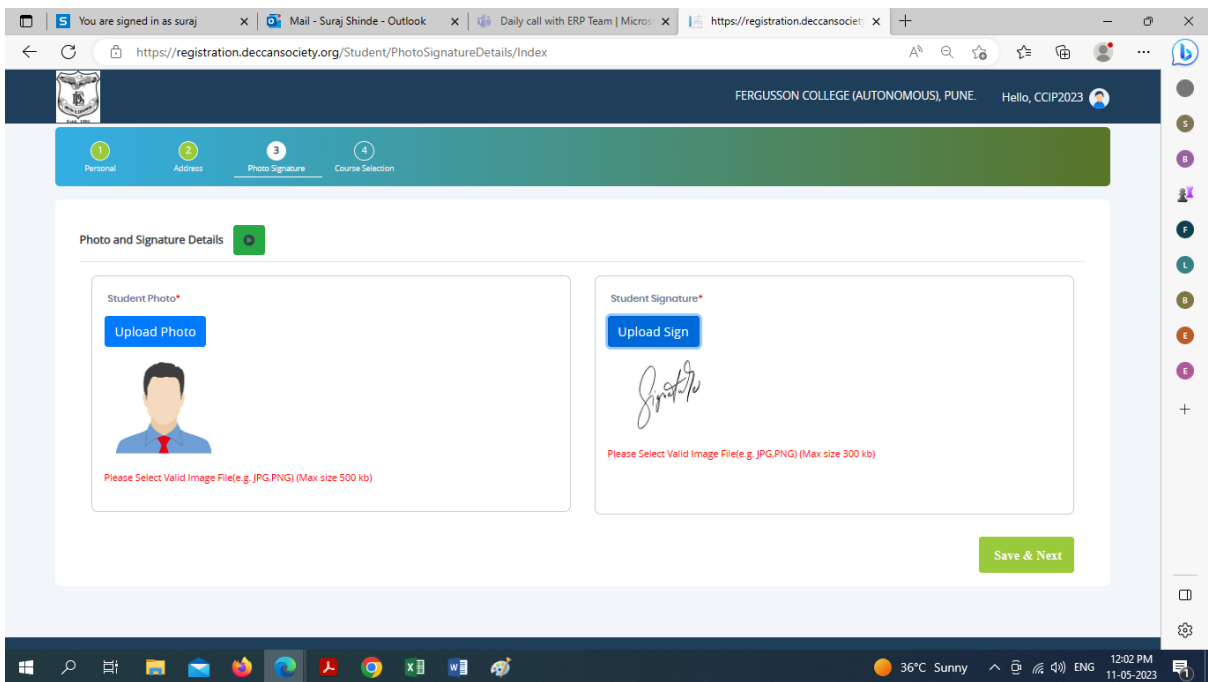 You are signed in as suraj
Mail - Suraj Shinde - Outlook
Daily call with ERP Team | Micros
https://registration.deccansociet
https://registration.deccansociety.org/Student/PhotoSignatureDetails/Index
FERGUSSON COLLEGE (AUTONOMOUS), PUNE.
Hello, CCIP2023
1
2
3
4
Personal
Address
Photo Signature
Course Selection
Photo and Signature Details
Student Photo*
Upload Photo
Please Select Valid Image File(e.g. JPG,PNG) (Max size 500 kb)
Student Signature*
Upload Sign
Signature
Please Select Valid Image File(e.g. JPG,PNG) (Max size 300 kb)
Save & Next
S
B
F
L
B
E
E
36°C Sunny
ENG
12:02 PM
11-05-2023